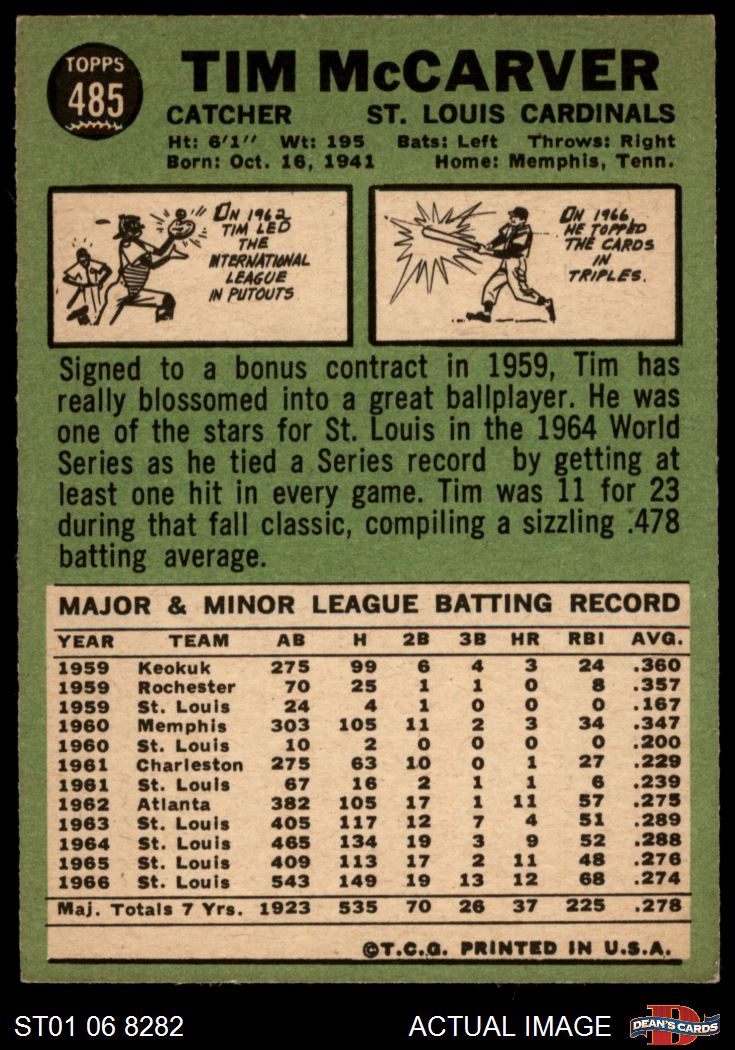 TOPPS
485
TIM McCARVER
CATCHER ST. LOUIS CARDINALS
Ht: 6'1" Wt: 195 Bats: Left Throws: Right
Born: Oct. 16, 1941 Home: Memphis, Tenn.
ON 1962
TIM LED
THE
INTERNATIONAL
LEAGUE
IN PUTOUTS.
ON 1966,
HE TOPPED
THE CARDS
IN
TRIPLES.
Signed to a bonus contract in 1959, Tim has
really blossomed into a great ballplayer. He was
one of the stars for St. Louis in the 1964 World
Series as he tied a Series record by getting at
least one hit in every game. Tim was 11 for 23
during that fall classic, compiling a sizzling .478
batting average.
MAJOR & MINOR LEAGUE BATTING RECORD
YEAR TEAM AB H 2B 3B HR RBI AVG.
1959 Keokuk 275 99 6 4 3 24 .360
1959 Rochester 70 25 1 1 0 8 .357
1959 St. Louis 24 4 1 0 0 0 .167
1960 Memphis 303 105 11 2 3 34 .347
1960 St. Louis 10 2 0 0 0 0 .200
1961 Charleston 275 63 10 0 1 27 .229
1961 St. Louis 67 16 2 1 1 6 .239
1962 Atlanta 382 105 17 1 11 57 .275
1963 St. Louis 405 117 12 7 4 51 .289
1964 St. Louis 465 134 19 3 9 52 .288
1965 St. Louis 409 113 17 2 11 48 .276
1966 St. Louis 543 149 19 13 12 68 .274
Maj. Totals 7 Yrs. 1923 535 70 26 37 225 .278
©T.C.G. PRINTED IN U.S.A.
ST01 06 8282 ACTUAL IMAGE
D
DEAN'S CARDS